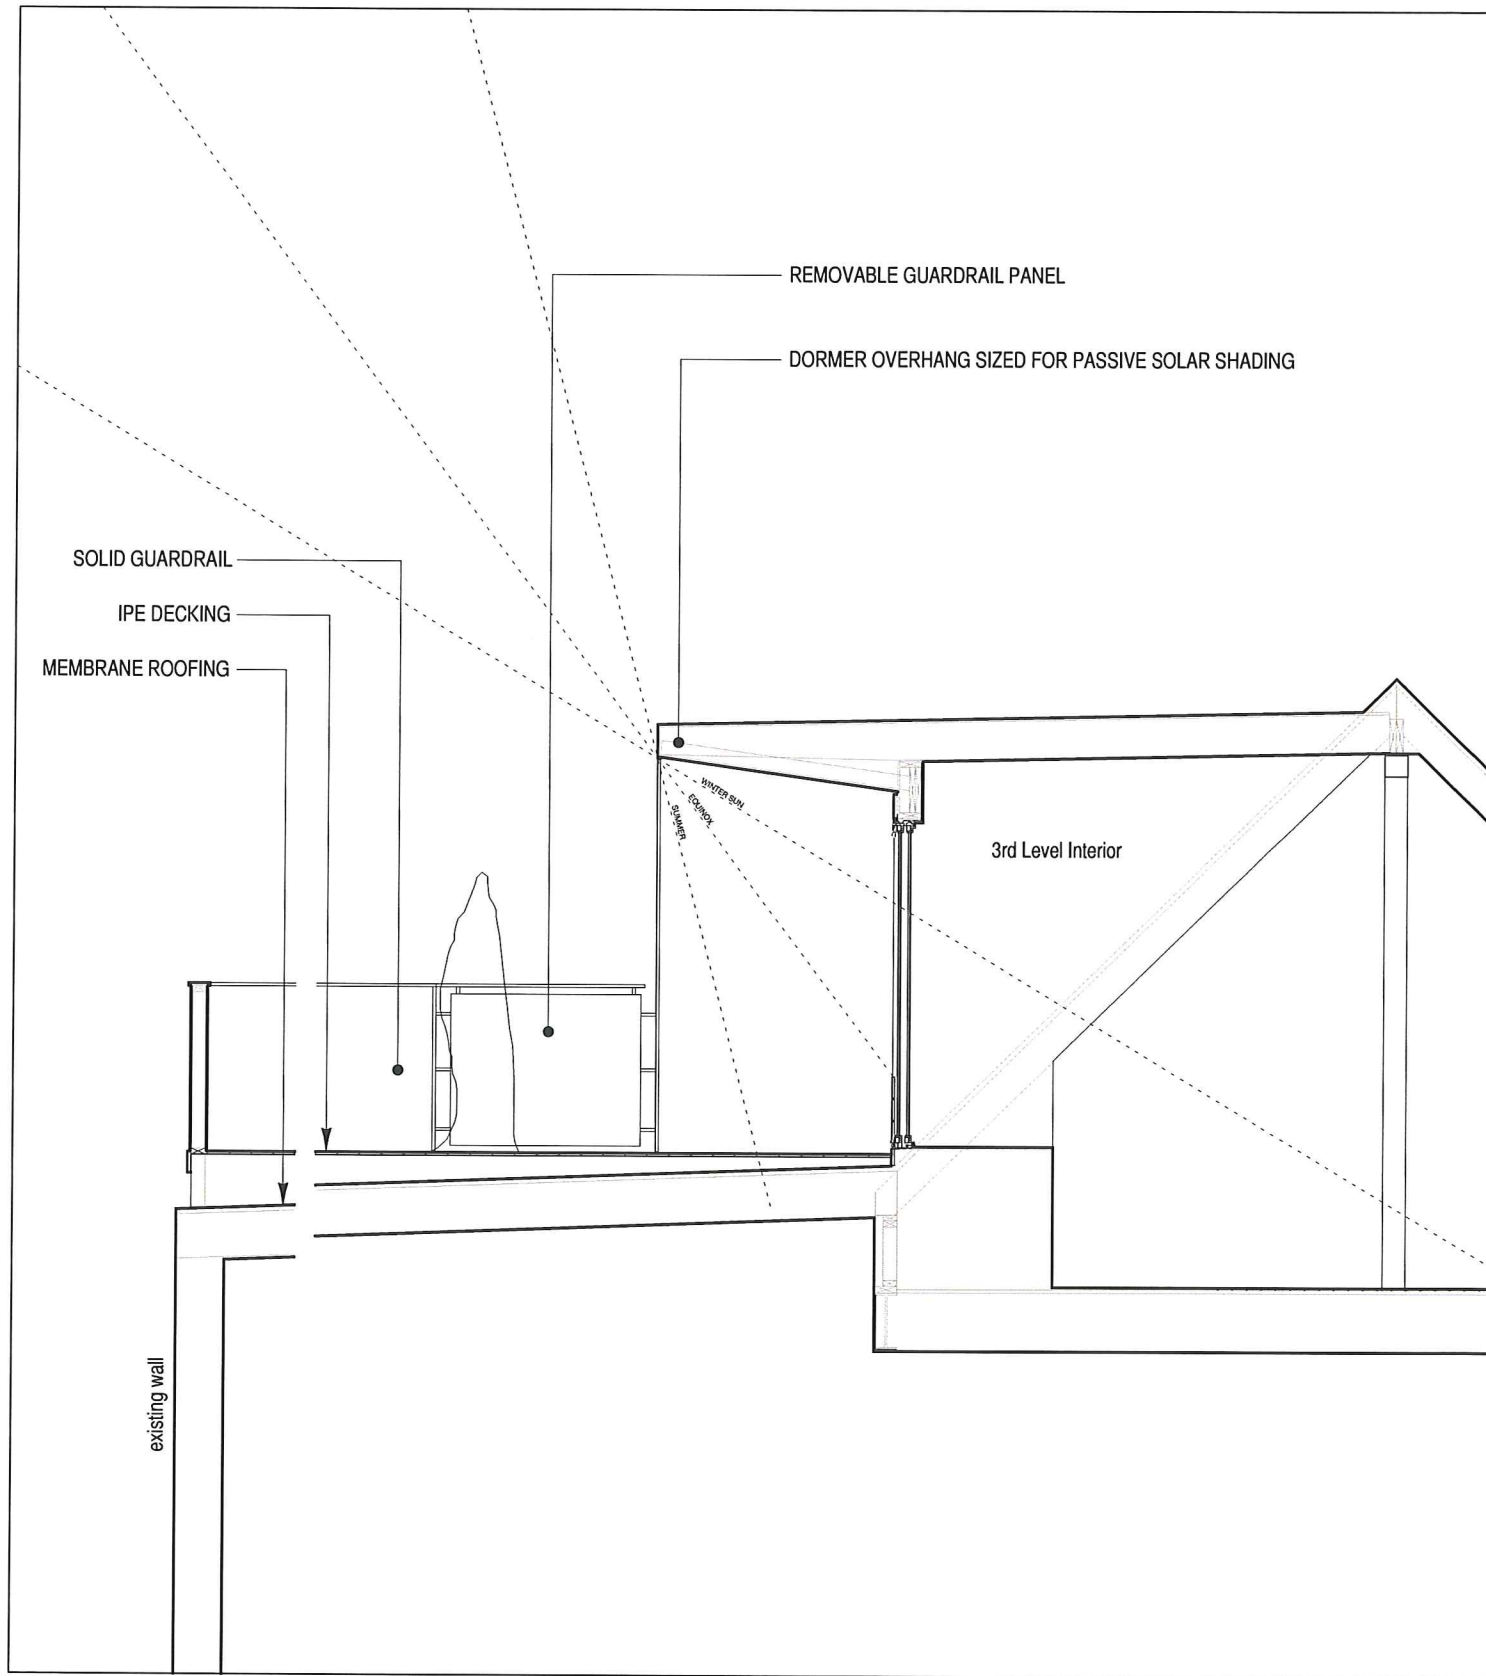 REMOVABLE GUARDRAIL PANEL
DORMER OVERHANG SIZED FOR PASSIVE SOLAR SHADING
SOLID GUARDRAIL
IPE DECKING
MEMBRANE ROOFING
WINTER SUN
EQUINOX
SUMMER
3rd Level Interior
existing wall